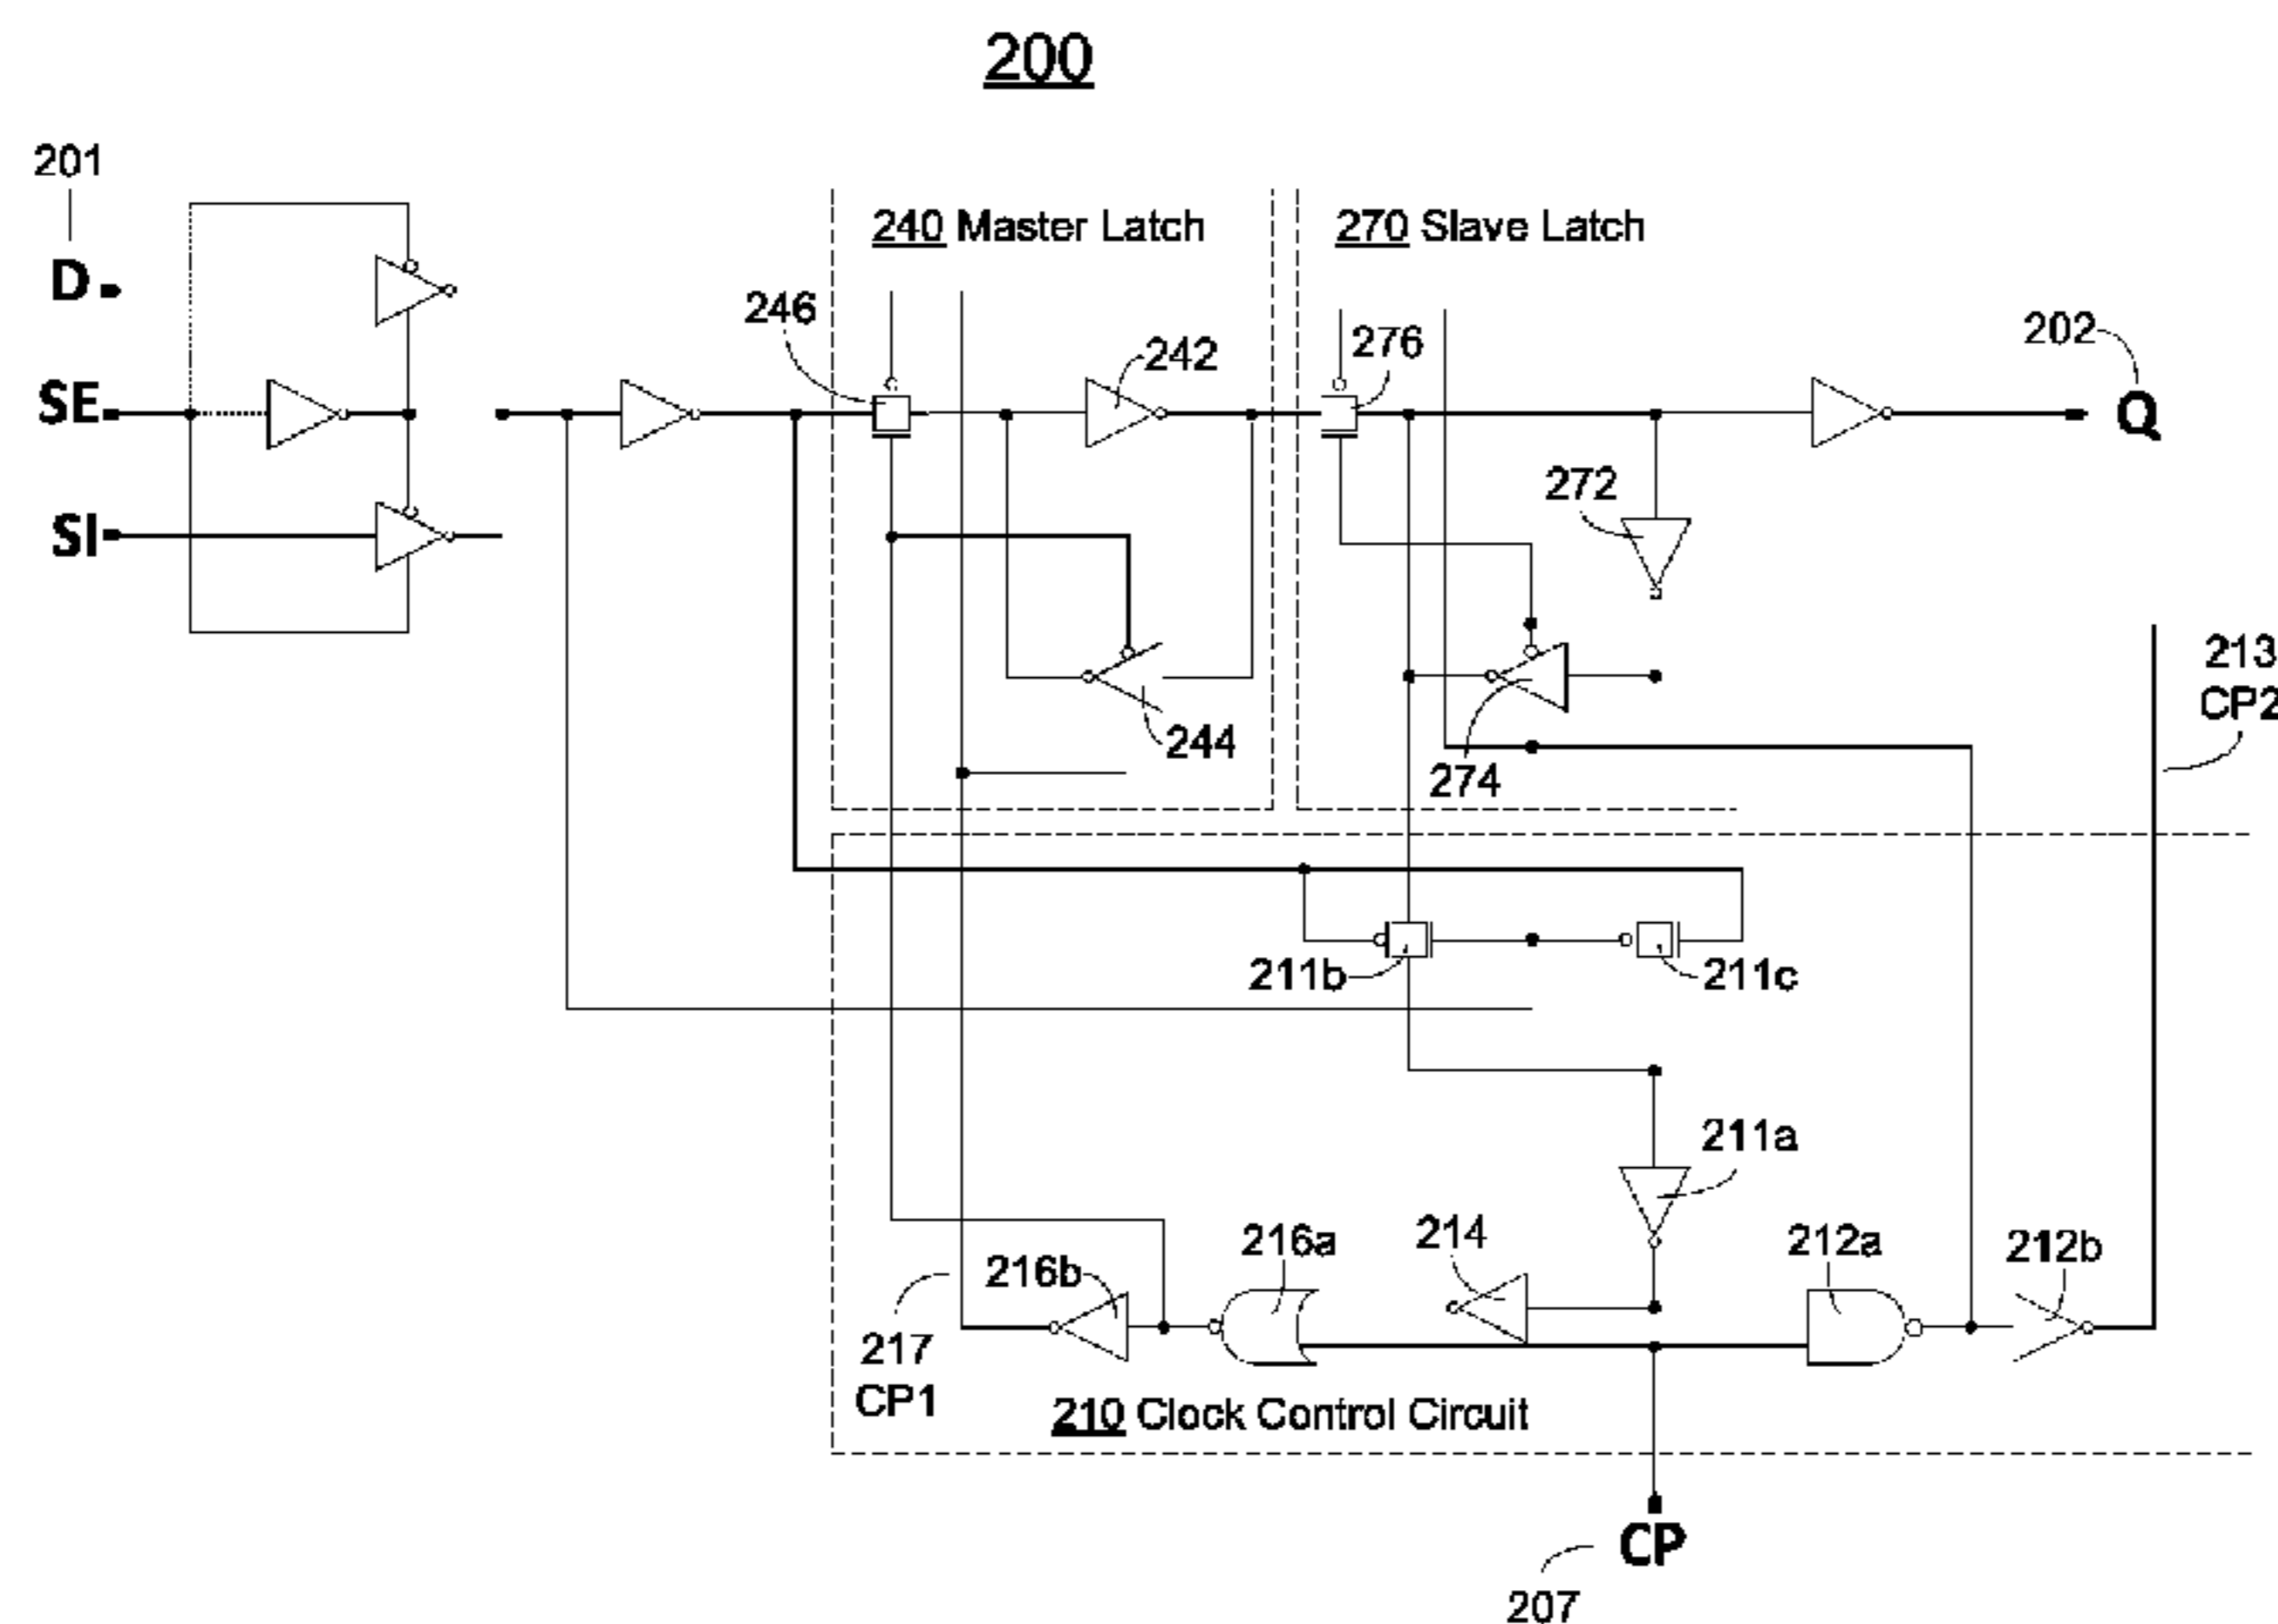 200
201
D
SE
SI
240 Master Latch
246
242
244
270 Slave Latch
276
272
274
202
Q
213
CP2
211b
211c
211a
214
216a
216b
212a
212b
217
CP1
210 Clock Control Circuit
CP
207